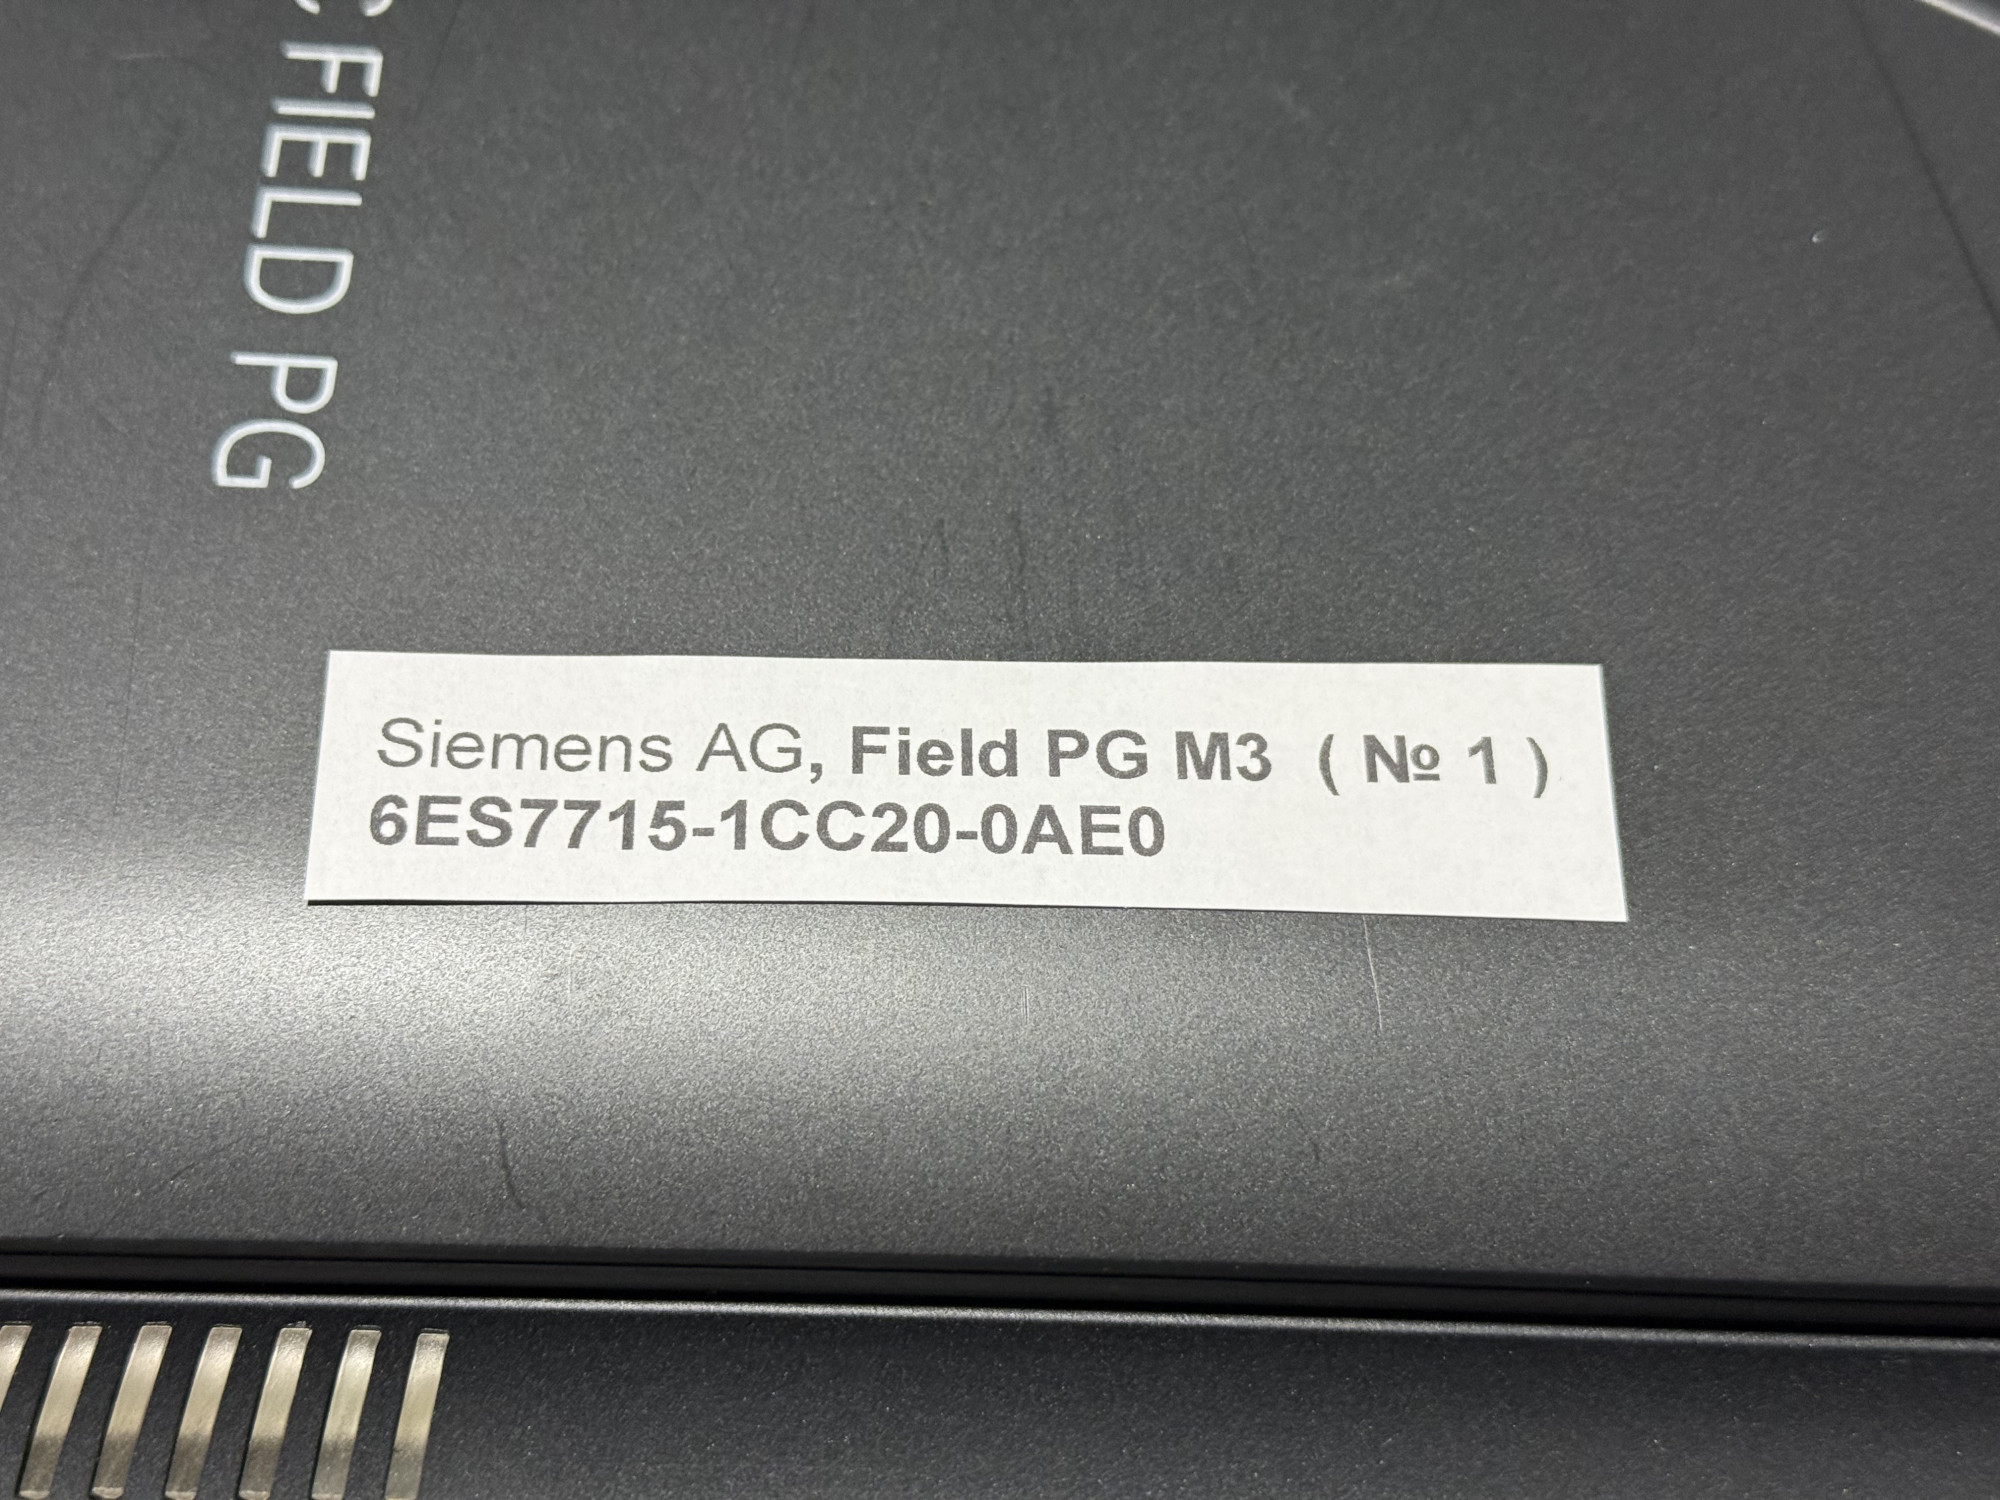 C FIELD PG
Siemens AG, Field PG M3 ( № 1 )
6ES7715-1CC20-0AE0